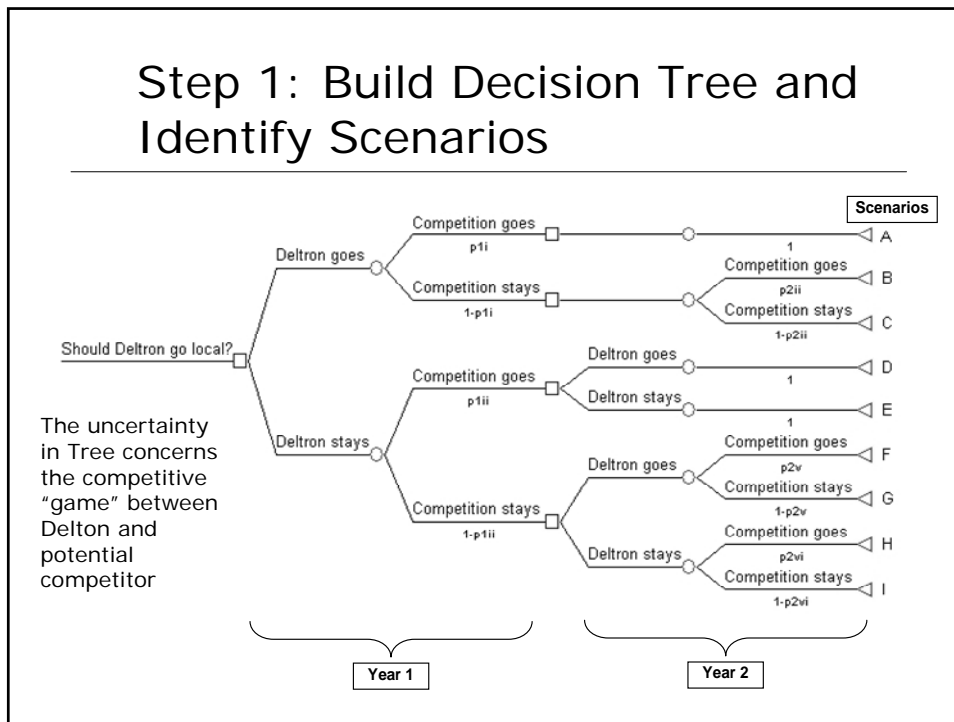 Step 1: Build Decision Tree and
Identify Scenarios
Scenarios
Competition goes
p1i
1
A
Deltron goes
Competition goes
p2ii
B
Competition stays
1-p1i
Competition stays
1-p2ii
C
Should Deltron go local?
Deltron goes
1
D
Competition goes
p1ii
Deltron stays
1
E
The uncertainty
in Tree concerns
the competitive
"game" between
Delton and
potential
competitor
Deltron stays
Competition goes
p2v
F
Deltron goes
Competition stays
1-p2v
G
Competition stays
1-p1ii
Competition goes
p2vi
H
Deltron stays
Competition stays
1-p2vi
I
Year 1
Year 2